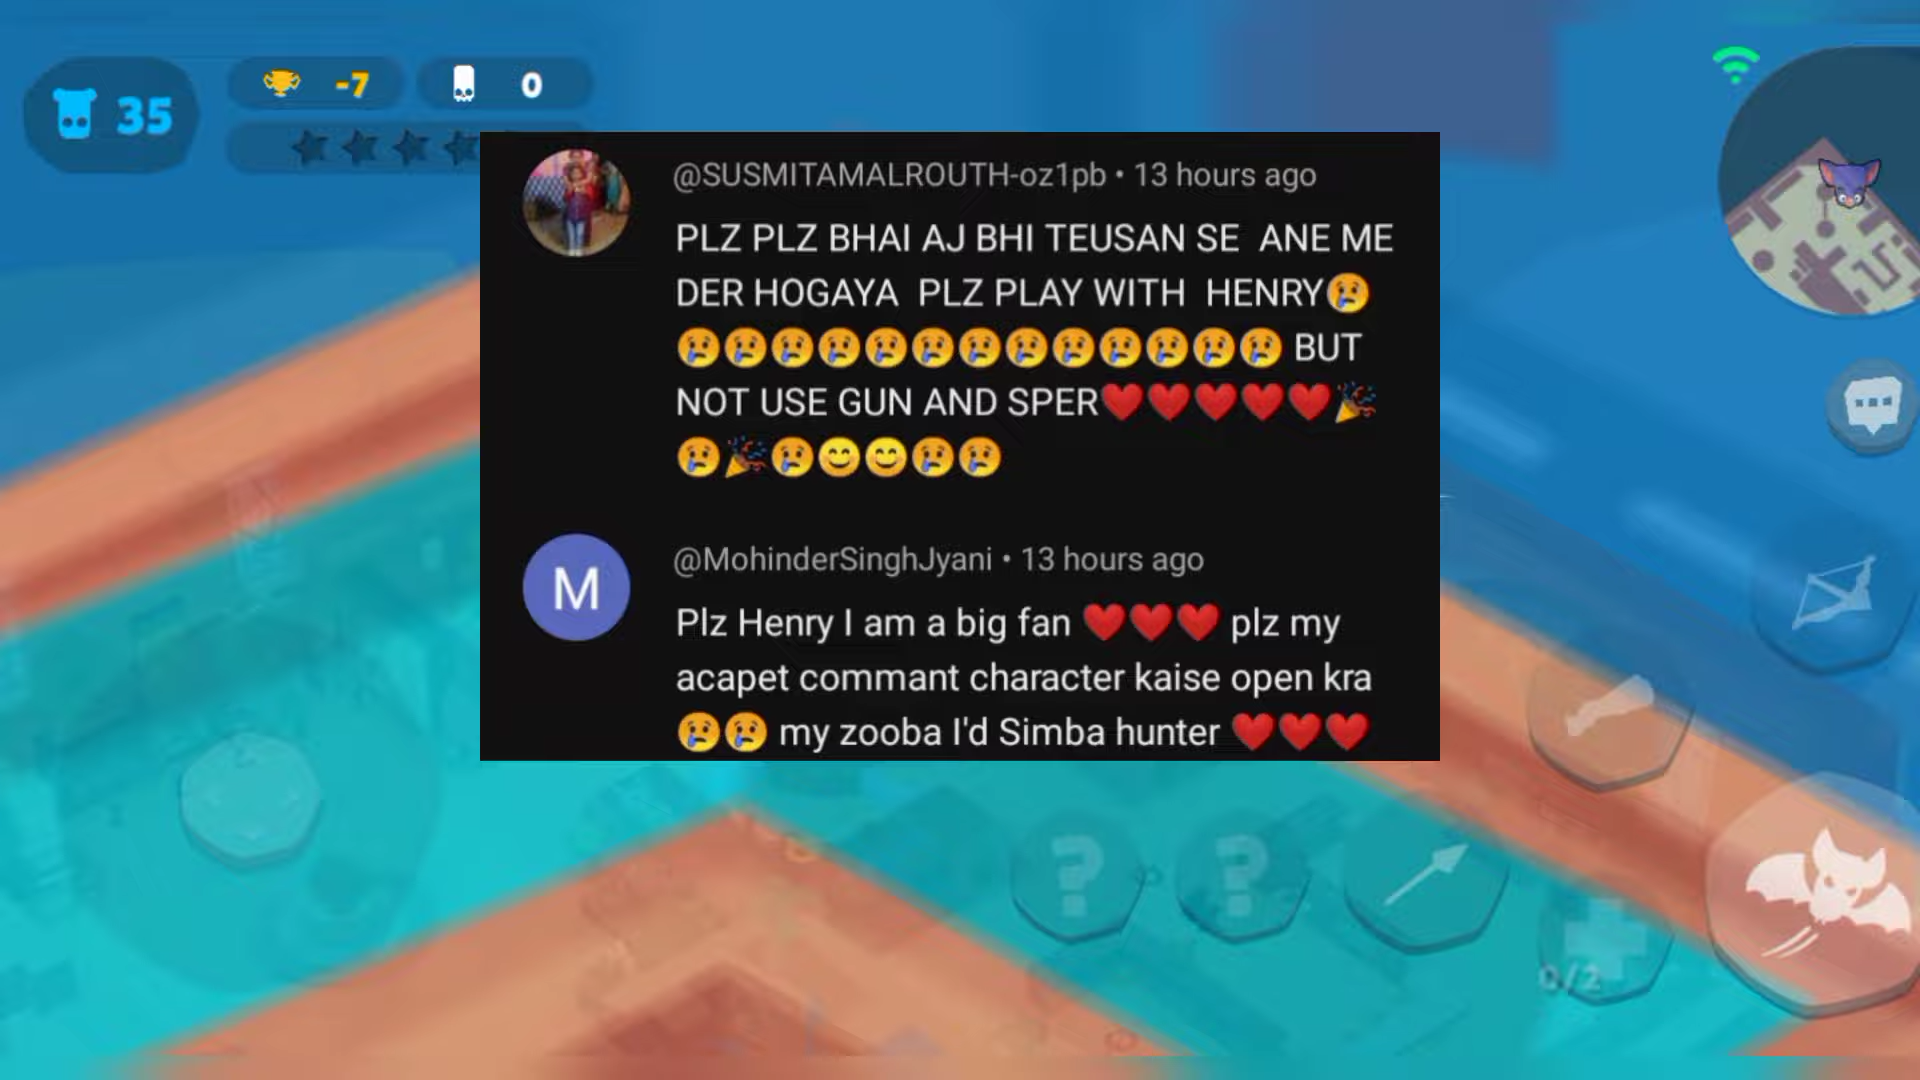 35
-7
0
@SUSMITAMALROUTH-oz1pb • 13 hours ago
PLZ PLZ BHAI AJ BHI TEUSAN SE ANE ME
DER HOGAYA PLZ PLAY WITH HENRY😢
😢😢😢😢😢😢😢😢😢😢😢😢😢 BUT
NOT USE GUN AND SPER❤️❤️❤️❤️❤️🎉
😢🎉😢😊😊😢😢
M
@MohinderSinghJyani • 13 hours ago
Plz Henry I am a big fan ❤️❤️❤️ plz my
acapet commant character kaise open kra
😢😢 my zooba I'd Simba hunter ❤️❤️❤️
? ?
0/2